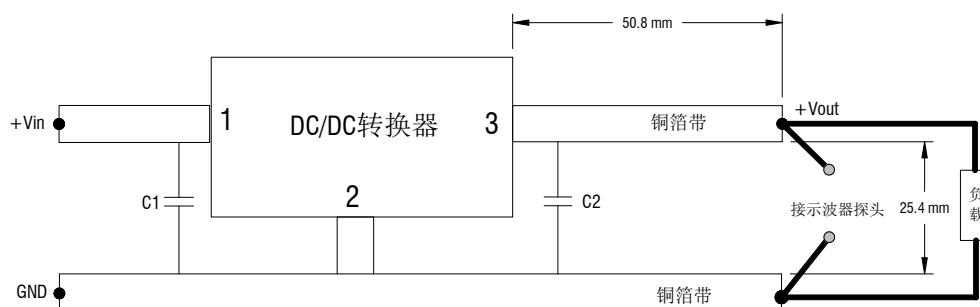 50.8 mm
+Vin
1
DC/DC转换器
3
铜箔带
+Vout
C1
2
C2
接示波器探头
25.4 mm
负
载
GND
铜箔带